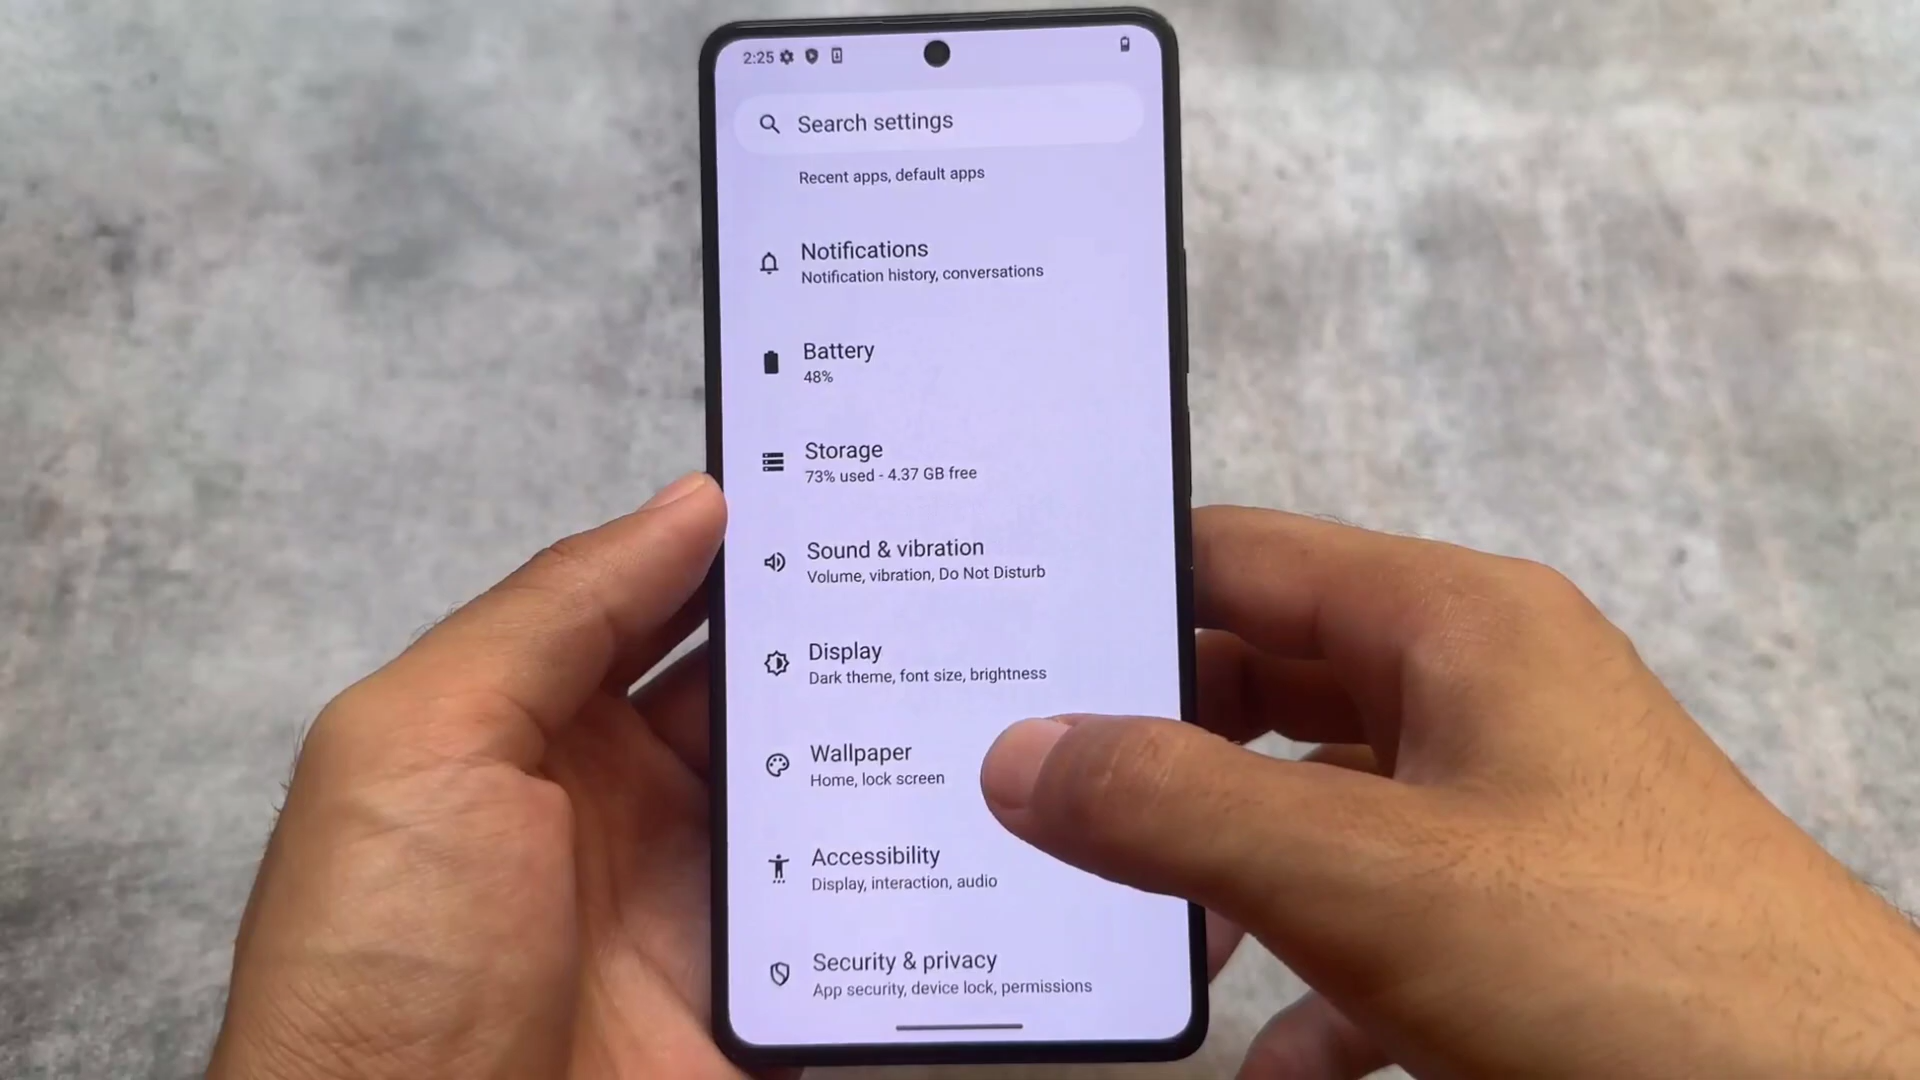 2:25
Search settings
Recent apps, default apps
Notifications
Notification history, conversations
Battery
48%
Storage
73% used - 4.37 GB free
Sound & vibration
Volume, vibration, Do Not Disturb
Display
Dark theme, font size, brightness
Wallpaper
Home, lock screen
Accessibility
Display, interaction, audio
Security & privacy
App security, device lock, permissions